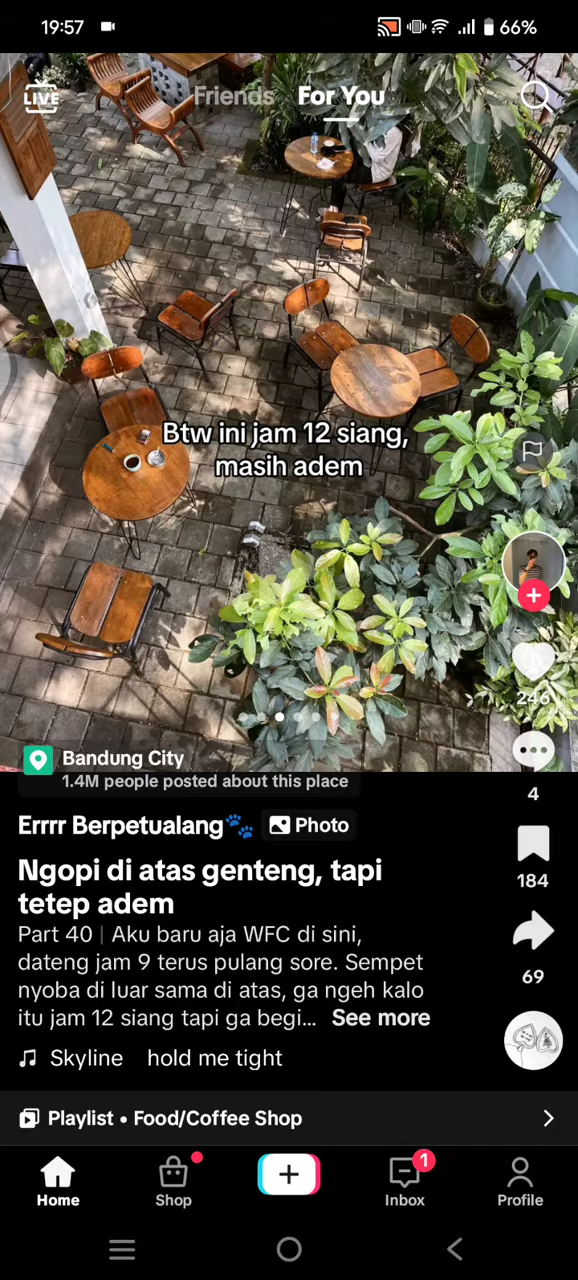 19:57
66%
LIVE
Friends
For You
Btw ini jam 12 siang,
masih adem
246
Bandung City
1.4M people posted about this place
4
Errrr Berpetualang🐾
Photo
Ngopi di atas genteng, tapi
tetep adem
184
Part 40 | Aku baru aja WFC di sini,
dateng jam 9 terus pulang sore. Sempet
nyoba di luar sama di atas, ga ngeh kalo
itu jam 12 siang tapi ga begi... See more
69
Skyline hold me tight
Playlist • Food/Coffee Shop
Home
Shop
1
Inbox
Profile